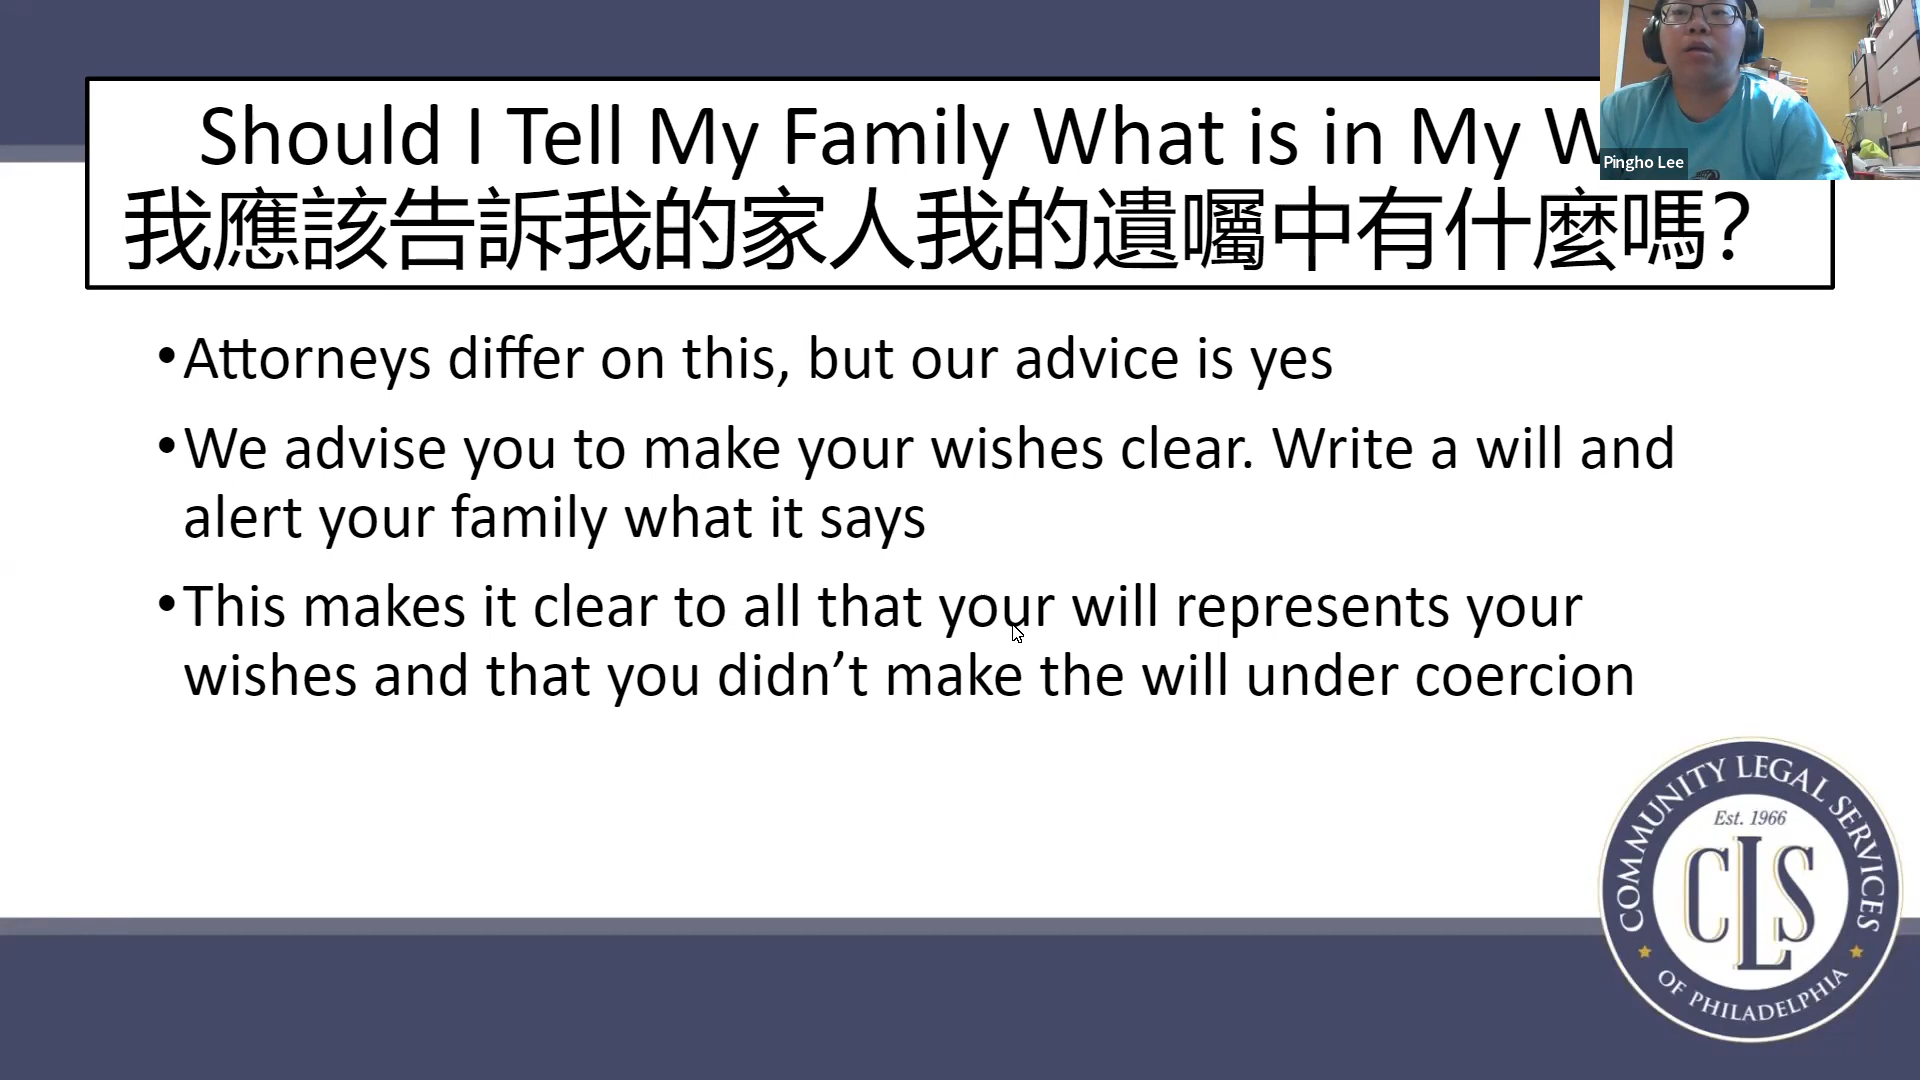 Should I Tell My Family What is in My
我應該告訴我的家人我的遺囑中有什麼嗎?
•Attorneys differ on this, but our advice is yes
•We advise you to make your wishes clear. Write a will and
alert your family what it says
•This makes it clear to all that your will represents your
wishes and that you didn’t make the will under coercion
Pingho Lee
COMMUNITY LEGAL SERVICES
Est. 1966
CLS
OF PHILADELPHIA